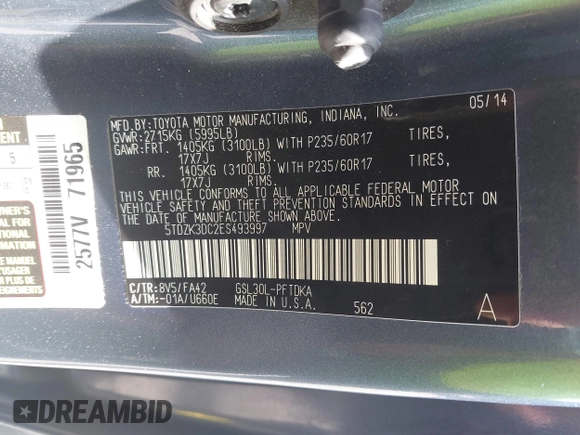 MFD.BY:TOYOTA MOTOR MANUFACTURING, INDIANA, INC. 05/14
GVWR:2715KG (5995LB)
GAWR:FRT. 1405KG (3100LB) WITH P235/60R17 TIRES,
17X7J RIMS.
RR. 1405KG (3100LB) WITH P235/60R17 TIRES,
17X7J RIMS.
THIS VEHICLE CONFORMS TO ALL APPLICABLE FEDERAL MOTOR
VEHICLE SAFETY AND THEFT PREVENTION STANDARDS IN EFFECT ON
THE DATE OF MANUFACTURE SHOWN ABOVE.
5TDZK3DC2ES493997 MPV
C/TR:8V5/FA42 GSL30L-PFTDKA
A/TM:-01A/U660E MADE IN U.S.A. 562 A
2577V 71965
5
DREAMBID